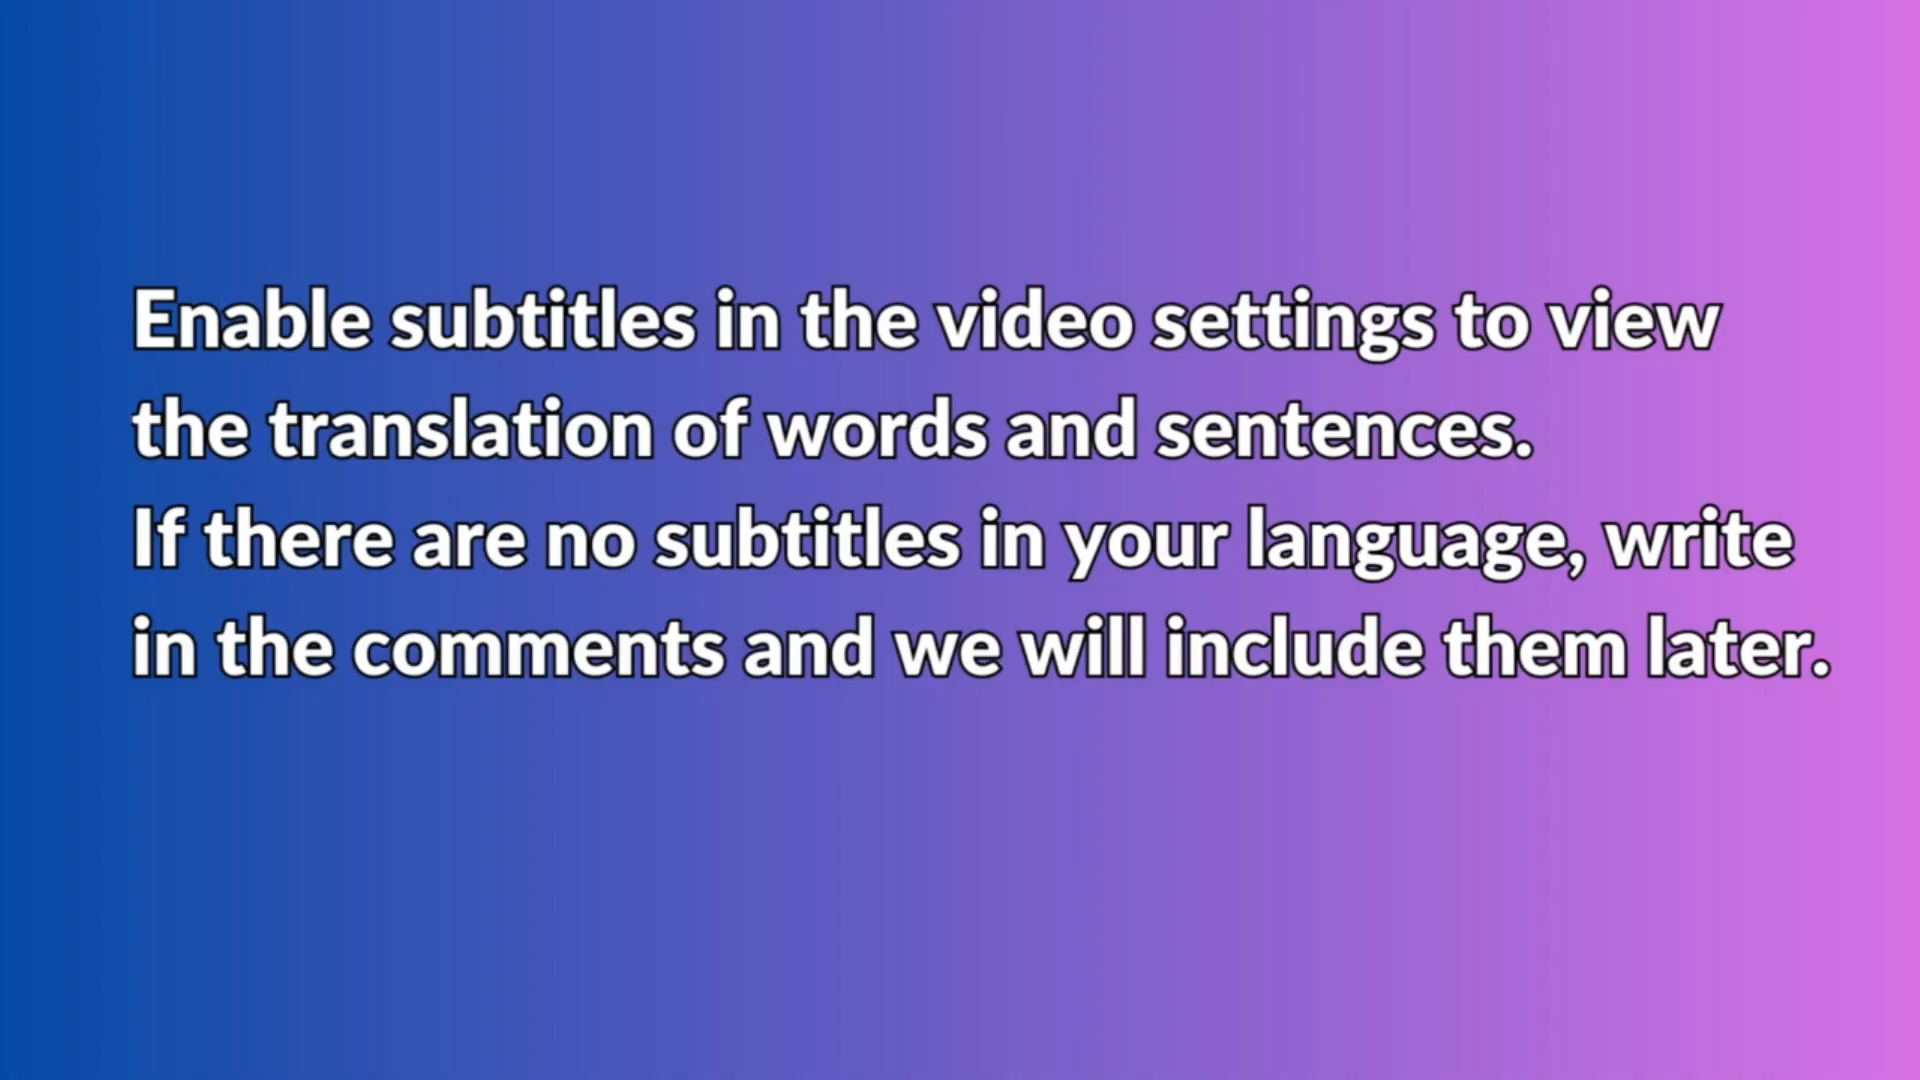 Enable subtitles in the video settings to view
the translation of words and sentences.
If there are no subtitles in your language, write
in the comments and we will include them later.